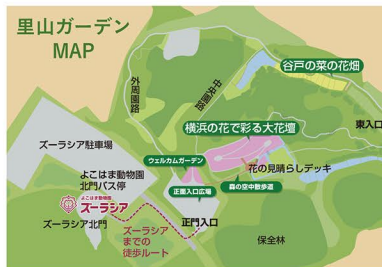 里山ガーデン
MAP
谷戸の菜の花畑
外周園路
中央園路
東入口
横浜の花で彩る大花壇
ズーラシア駐車場
ウェルカムガーデン
よこはま動物園
北門バス停
花の見晴らしデッキ
正面入口広場
森の空中散歩道
よこはま動物園
ズーラシア
ズーラシア北門
正門入口
ズーラシア
までの
徒歩ルート
保全林